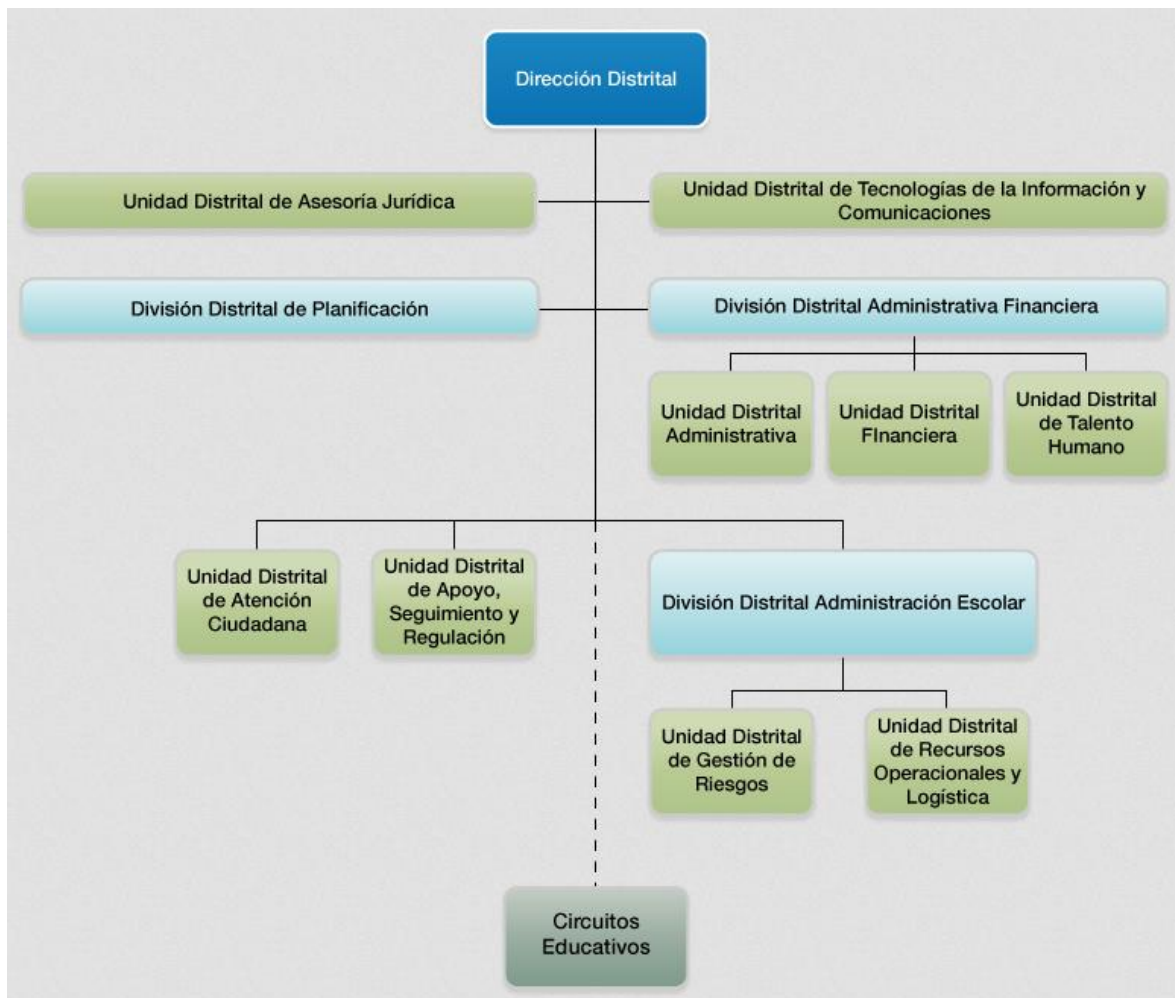 Dirección Distrital
Unidad Distrital de Asesoría Jurídica
Unidad Distrital de Tecnologías de la Información y
Comunicaciones
División Distrital de Planificación
División Distrital Administrativa Financiera
Unidad Distrital
Administrativa
Unidad Distrital
FInanciera
Unidad Distrital
de Talento
Humano
Unidad Distrital
de Atención
Ciudadana
Unidad Distrital
de Apoyo,
Seguimiento y
Regulación
División Distrital Administración Escolar
Unidad Distrital
de Gestión de
Riesgos
Unidad Distrital
de Recursos
Operacionales y
Logística
Circuitos
Educativos